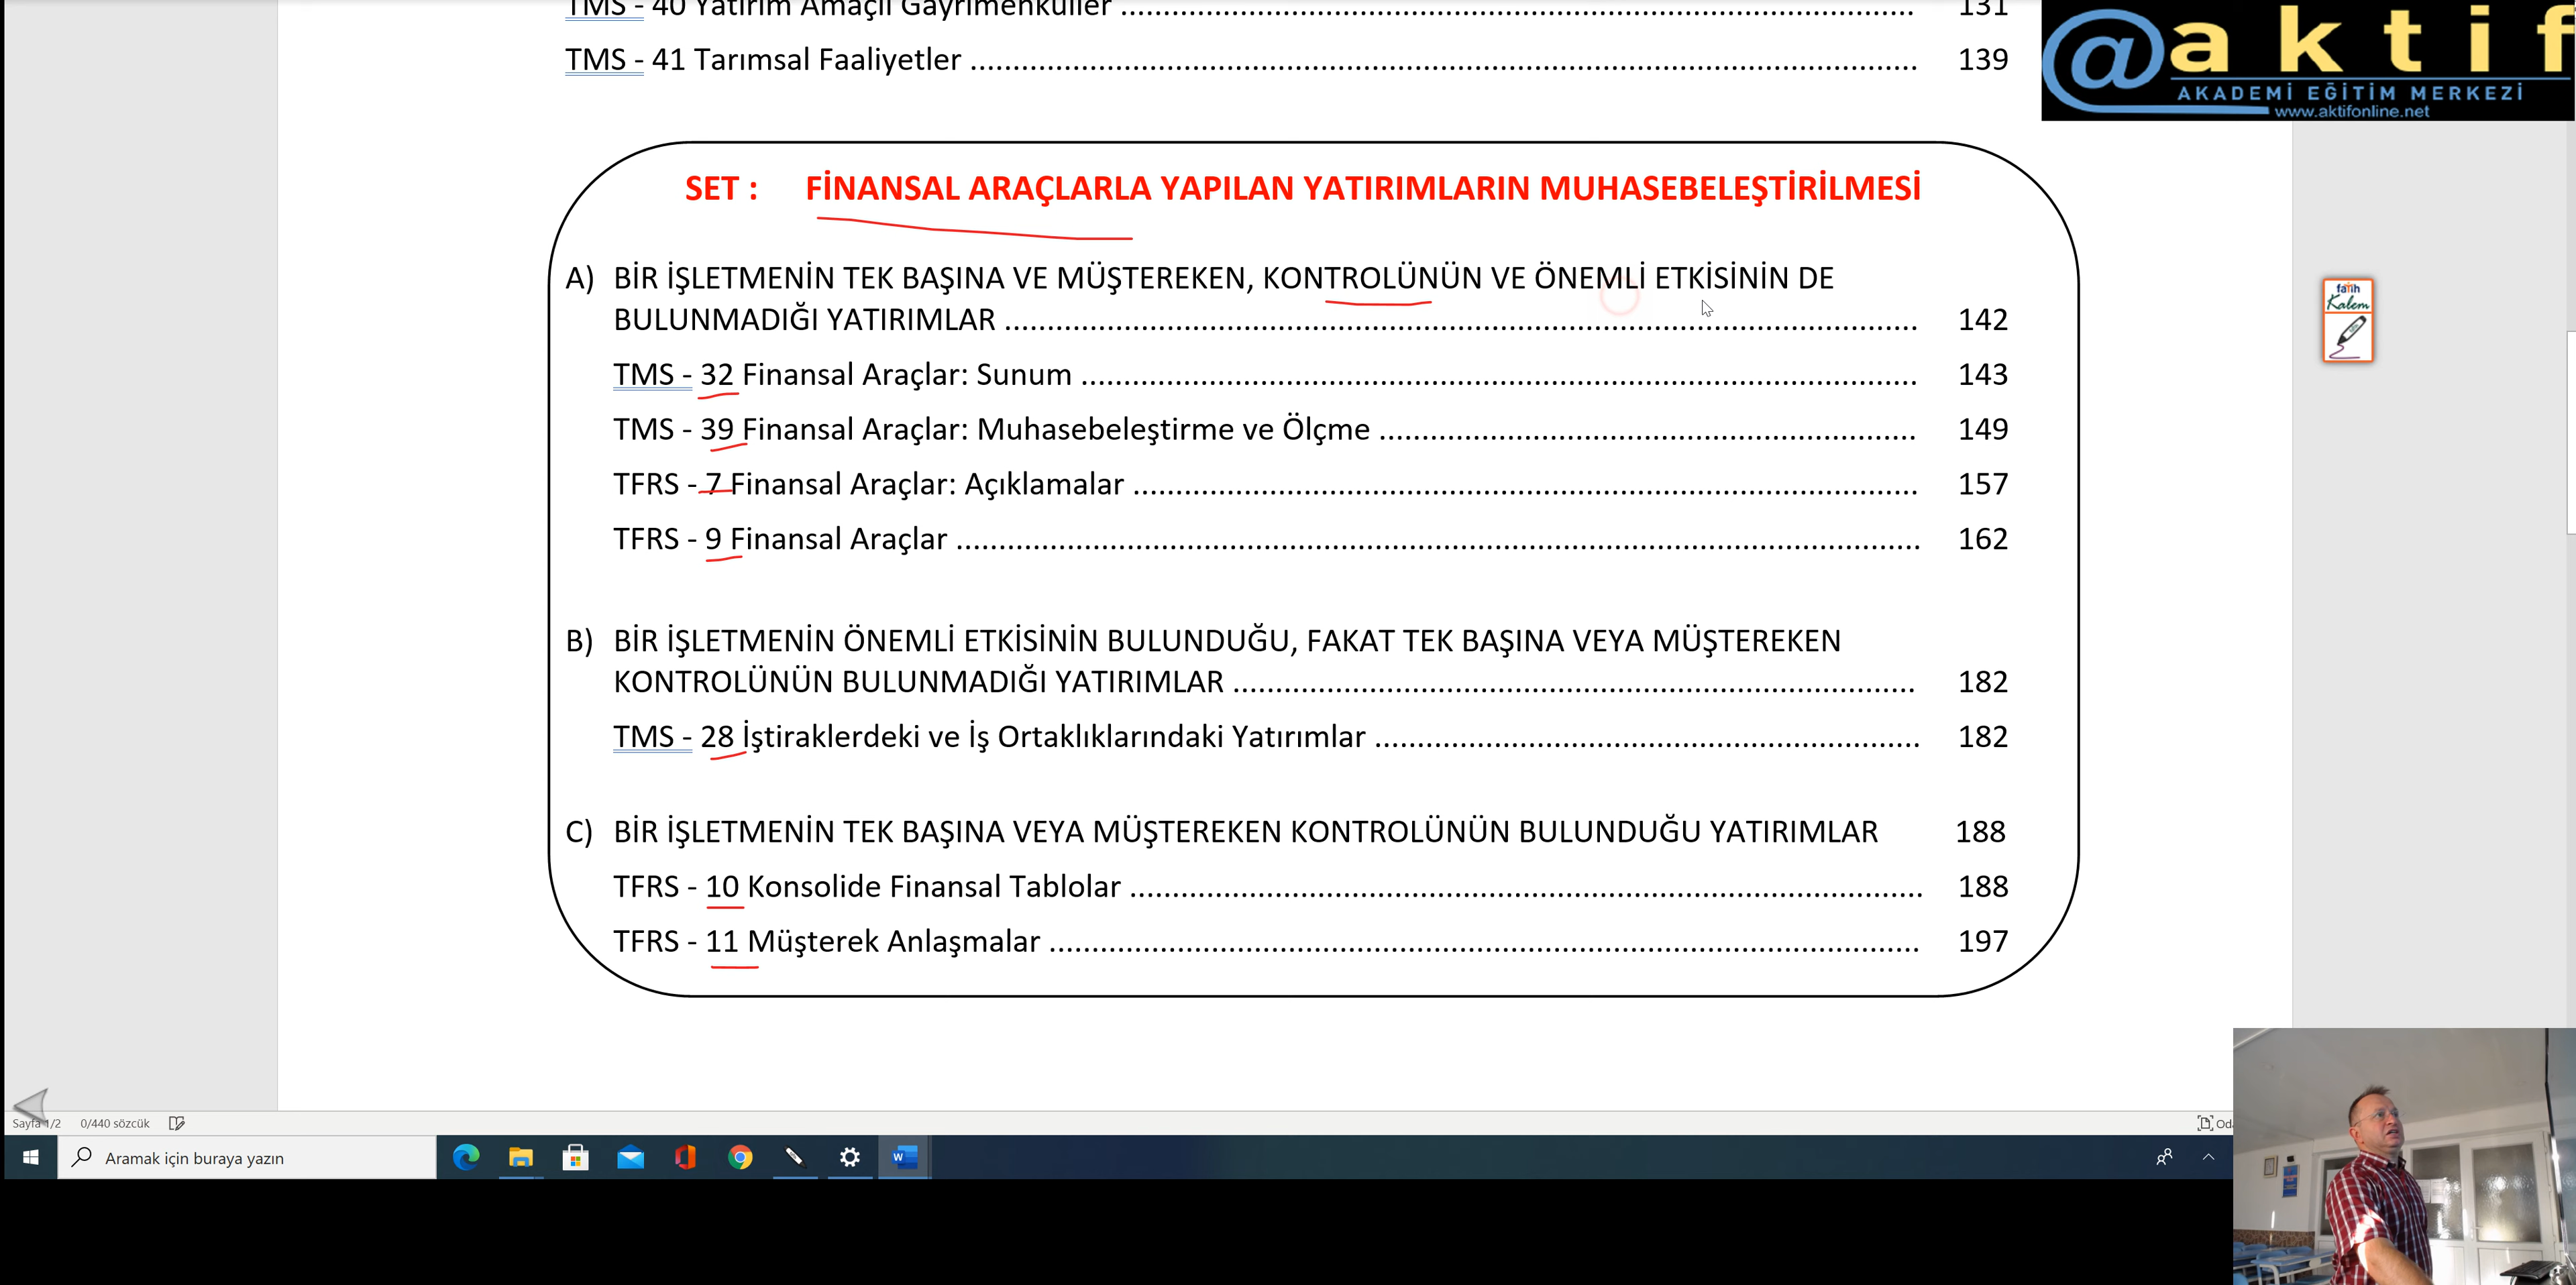 TMS - 40 Yatırım Amaçlı Gayrimenkuller ........ 131
TMS - 41 Tarımsal Faaliyetler ........ 139
@aktif
AKADEMİ EĞİTİM MERKEZİ
www.aktifonline.net
SET : FİNANSAL ARAÇLARLA YAPILAN YATIRIMLARIN MUHASEBELEŞTİRİLMESİ
A) BİR İŞLETMENİN TEK BAŞINA VE MÜŞTEREKEN, KONTROLÜNÜN VE ÖNEMLİ ETKİSİNİN DE
BULUNMADIĞI YATIRIMLAR ........ 142
TMS - 32 Finansal Araçlar: Sunum ........ 143
TMS - 39 Finansal Araçlar: Muhasebeleştirme ve Ölçme ........ 149
TFRS - 7 Finansal Araçlar: Açıklamalar ........ 157
TFRS - 9 Finansal Araçlar ........ 162
B) BİR İŞLETMENİN ÖNEMLİ ETKİSİNİN BULUNDUĞU, FAKAT TEK BAŞINA VEYA MÜŞTEREKEN
KONTROLÜNÜN BULUNMADIĞI YATIRIMLAR ........ 182
TMS - 28 İştiraklerdeki ve İş Ortaklıklarındaki Yatırımlar ........ 182
C) BİR İŞLETMENİN TEK BAŞINA VEYA MÜŞTEREKEN KONTROLÜNÜN BULUNDUĞU YATIRIMLAR 188
TFRS - 10 Konsolide Finansal Tablolar ........ 188
TFRS - 11 Müşterek Anlaşmalar ........ 197
fatih
Kalem
Sayfa 1/2 0/440 sözcük
Aramak için buraya yazın